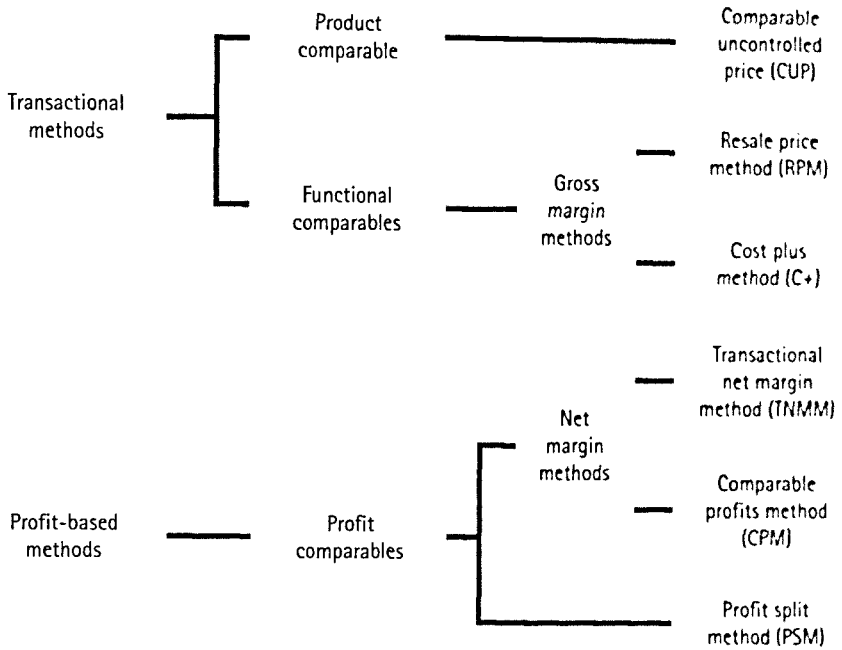 Transactional
methods
Product
comparable
Comparable
uncontrolled
price (CUP)
Functional
comparables
Gross
margin
methods
Resale price
method (RPM)
Cost plus
method (C+)
Profit-based
methods
Profit
comparables
Net
margin
methods
Transactional
net margin
method (TNMM)
Comparable
profits method
(CPM)
Profit split
method (PSM)